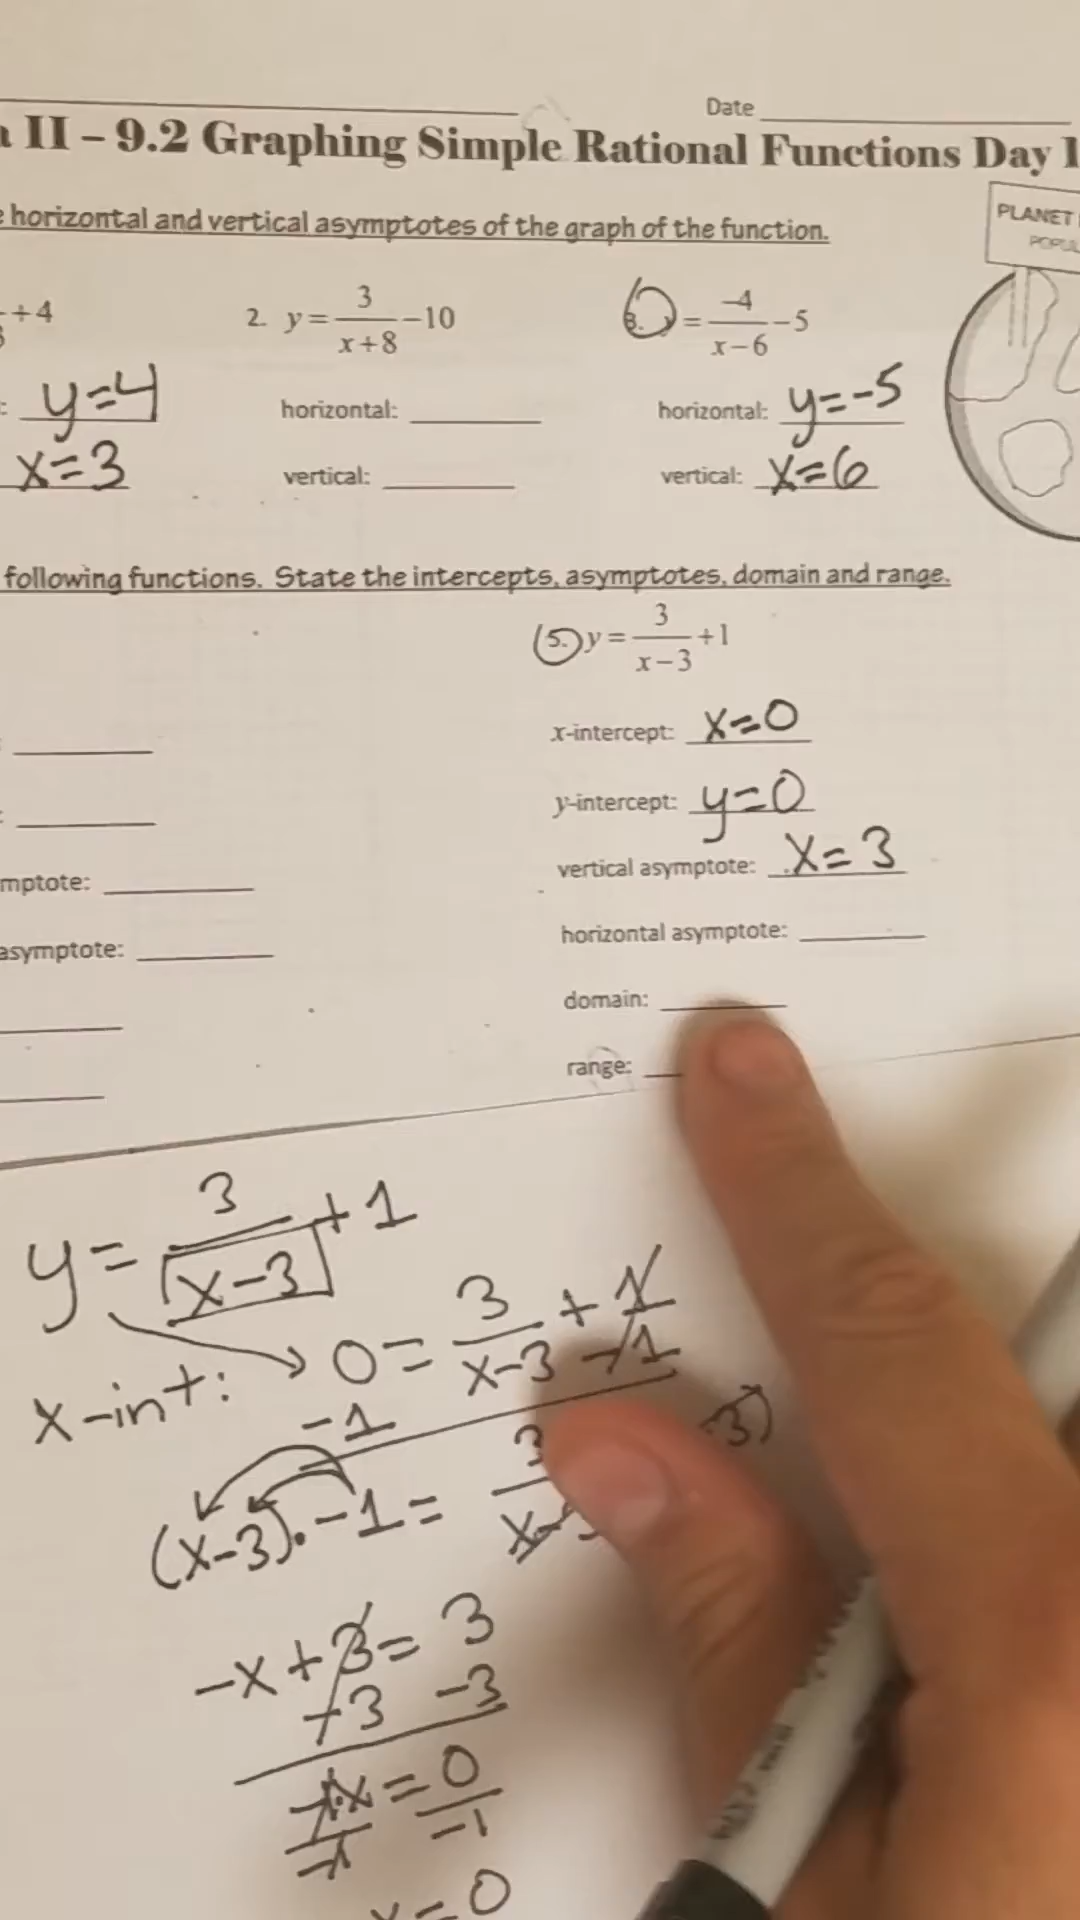 Date
II – 9.2 Graphing Simple Rational Functions Day 1
PLANET
POPUL
horizontal and vertical asymptotes of the graph of the function.
+4
2. y = 3/(x+8) − 10
3. = −4/(x−6) − 5
: y=4
horizontal:
horizontal: y=-5
x=3
vertical:
vertical: x=6
following functions. State the intercepts, asymptotes, domain and range.
5. y = 3/(x−3) + 1
x-intercept: x=0
y-intercept: y=0
mptote:
vertical asymptote: x=3
asymptote:
horizontal asymptote:
domain:
range:
y = 3/(x-3) + 1
x-int: 0 = 3/(x-3) + 1
-1 -1
(x-3)·-1 =
-x+3=3
-3 -3
-1·x = 0
-1 -1
x=0